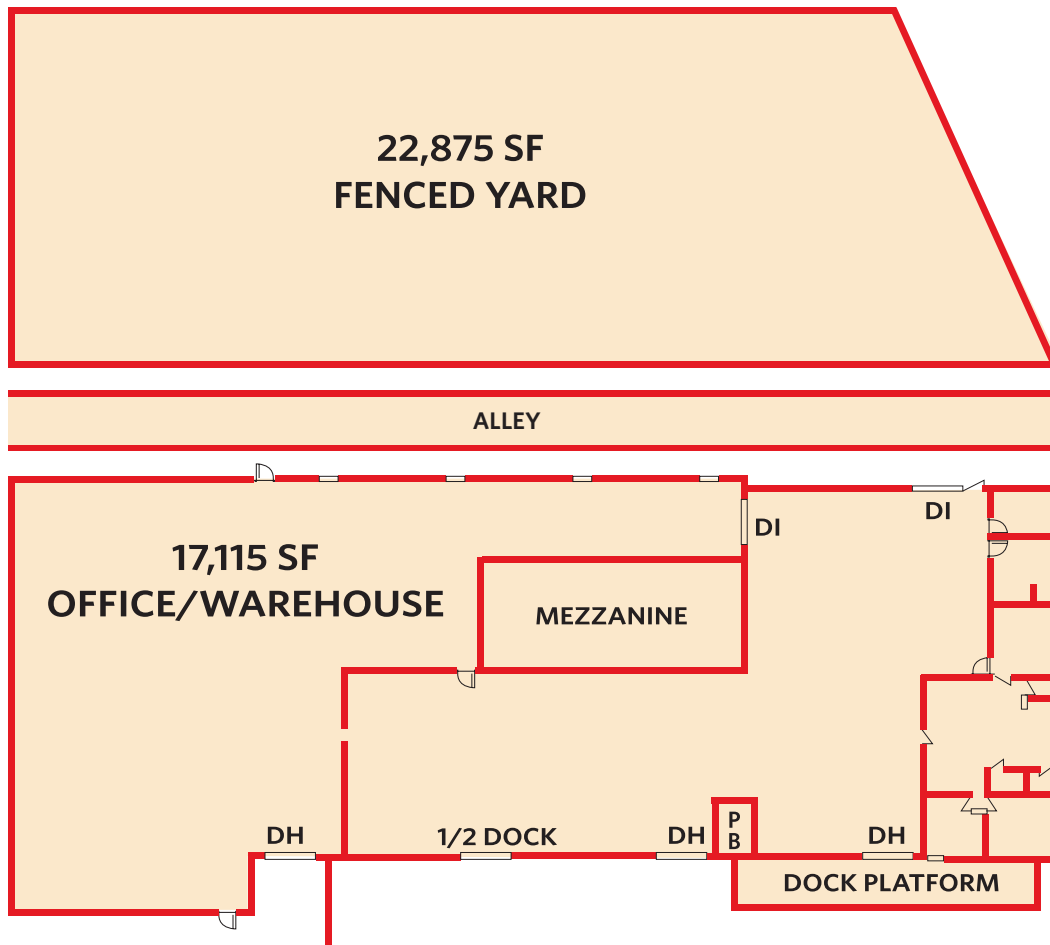 22,875 SF
FENCED YARD
ALLEY
DI
DI
17,115 SF
OFFICE/WAREHOUSE
MEZZANINE
P
B
DH
1/2 DOCK
DH
DH
DOCK PLATFORM